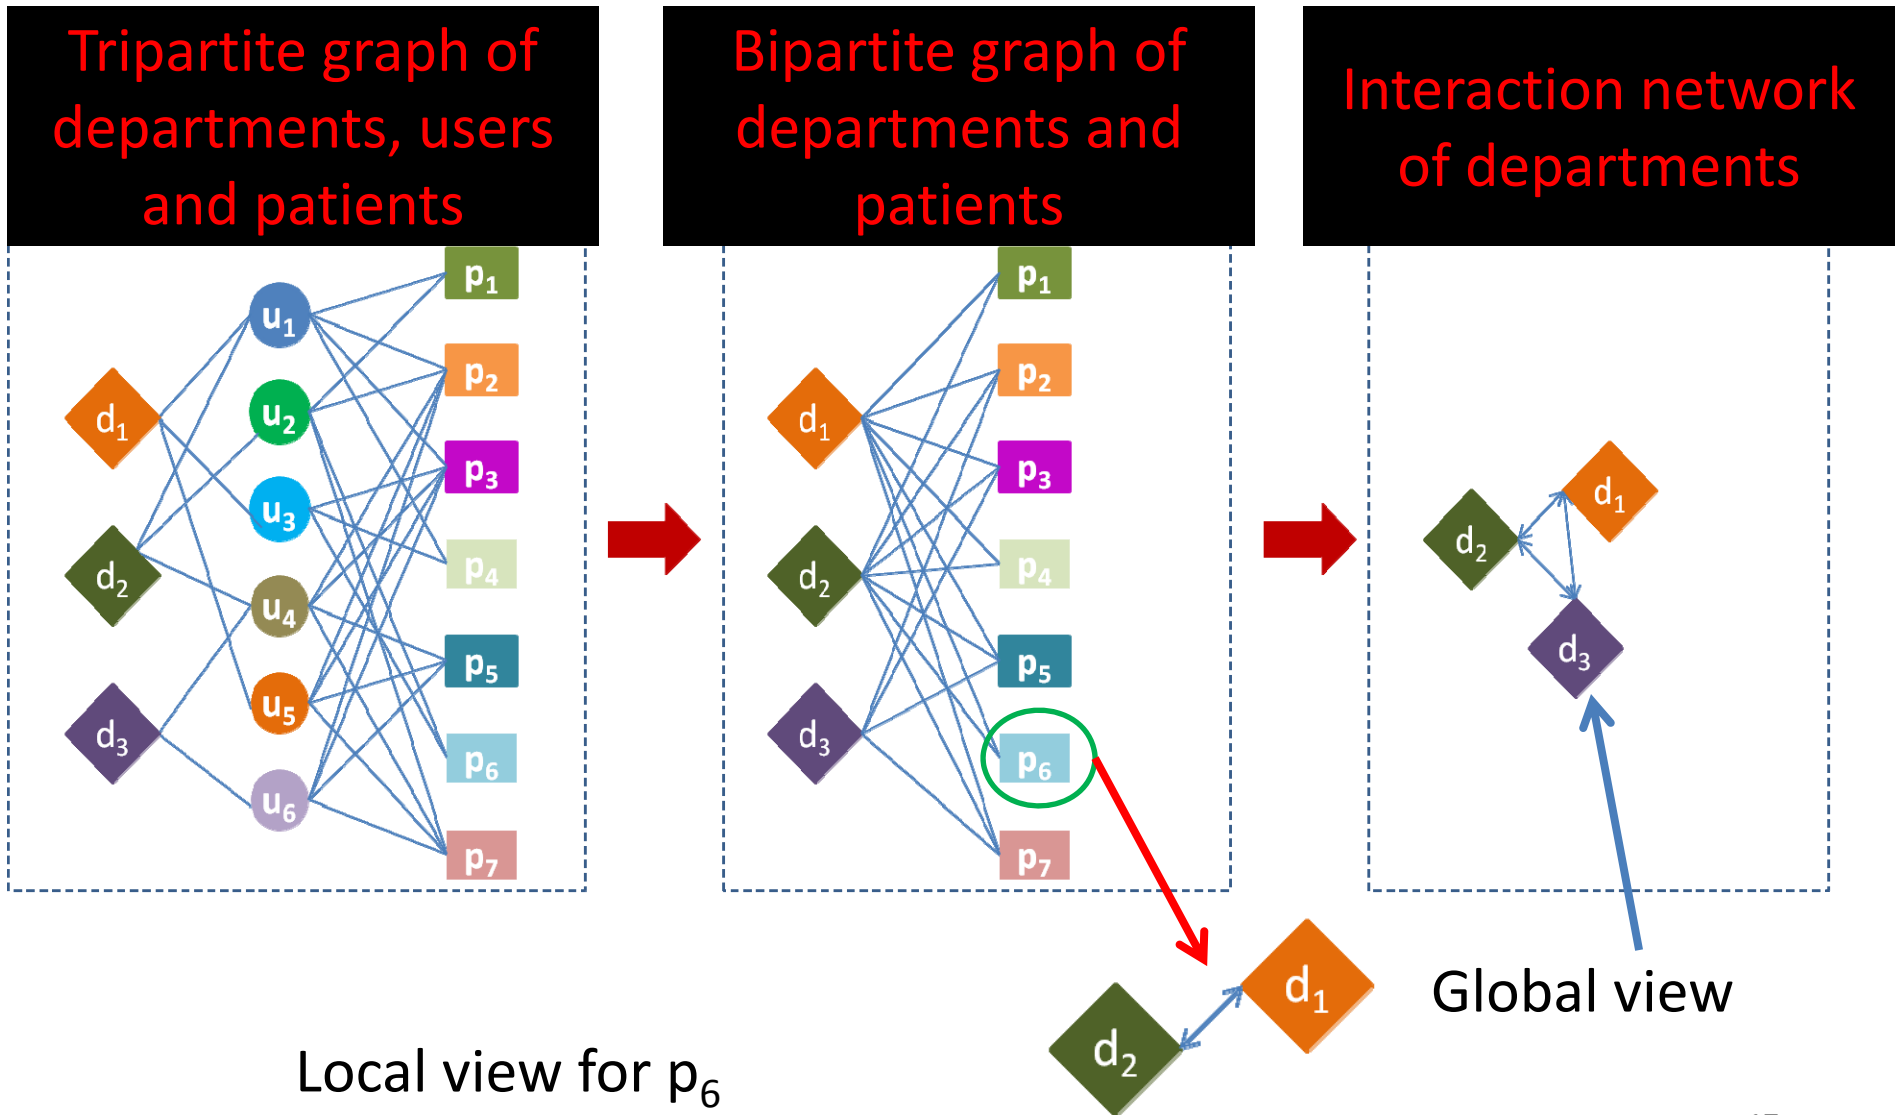 Tripartite graph of
departments, users
and patients
Bipartite graph of
departments and
patients
Interaction network
of departments
d1
d2
d3
u1
u2
u3
u4
u5
u6
p1
p2
p3
p4
p5
p6
p7
d1
d2
d3
p1
p2
p3
p4
p5
p6
p7
d1
d2
d3
d1
d2
Global view
Local view for p6